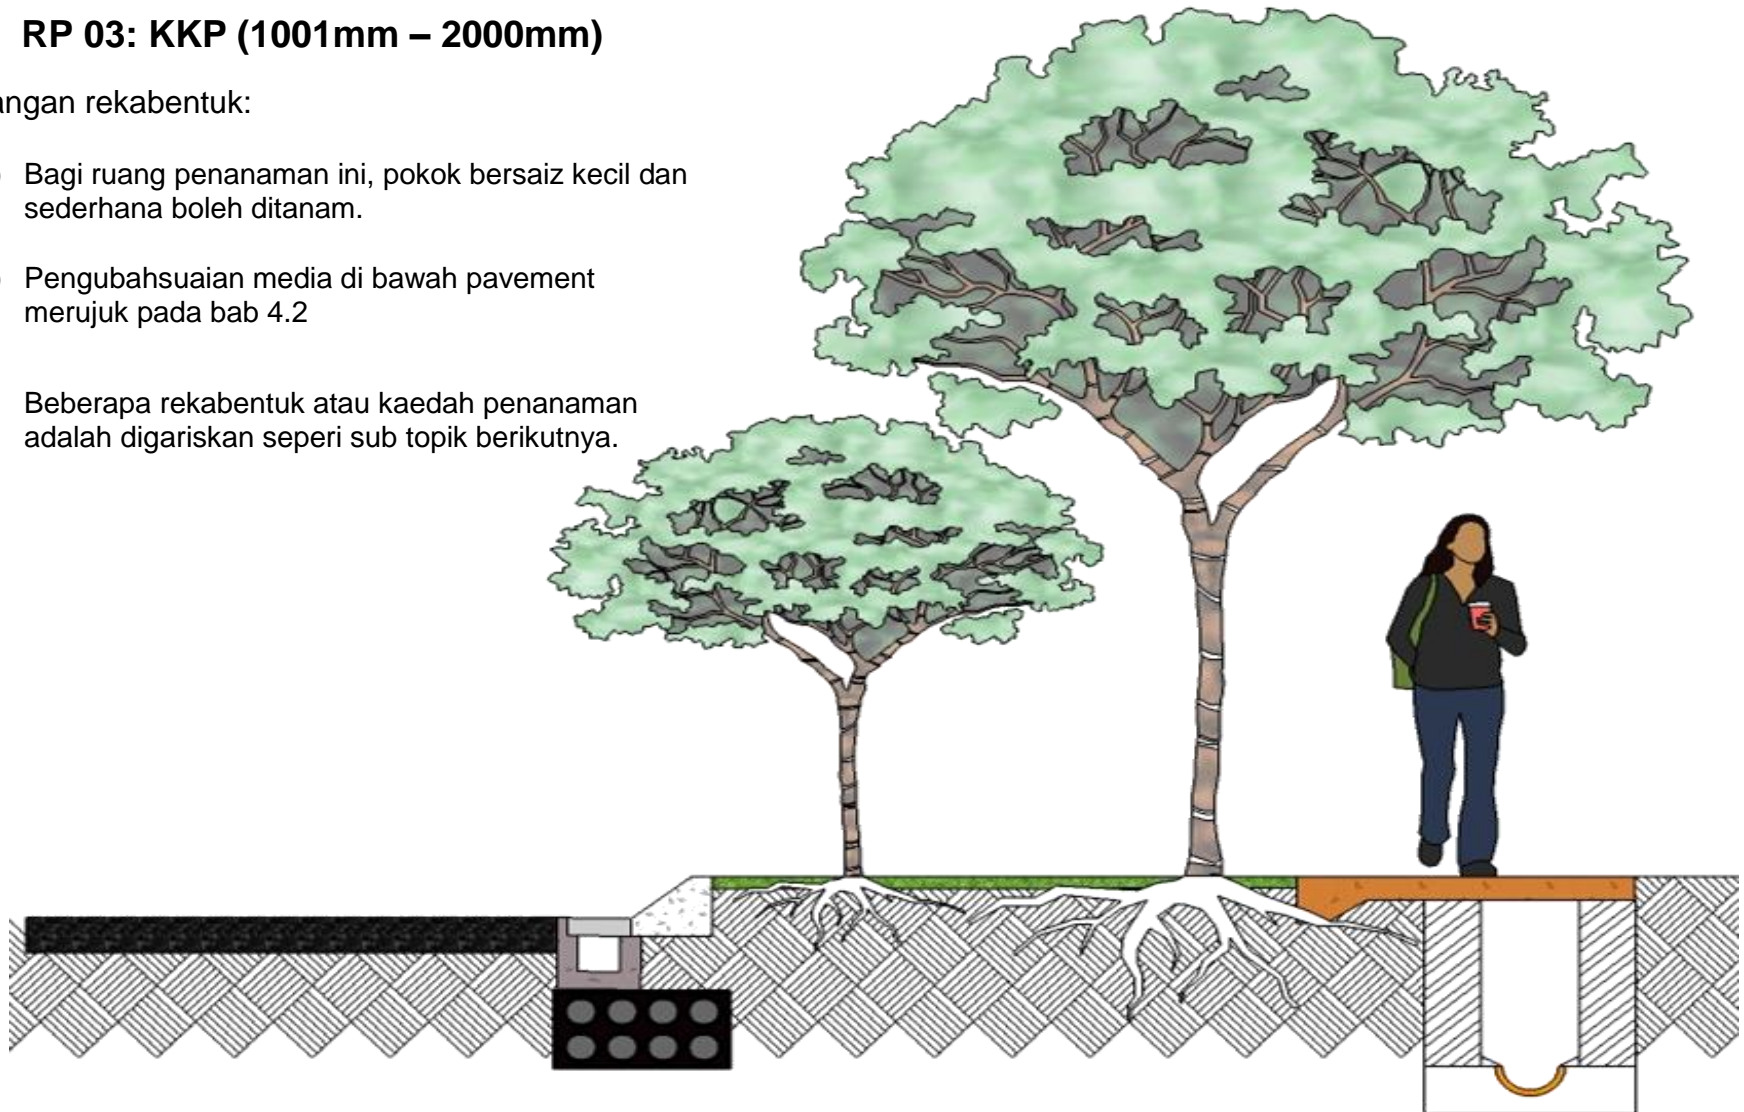 RP 03: KKP (1001mm – 2000mm)
angan rekabentuk:
Bagi ruang penanaman ini, pokok bersaiz kecil dan
sederhana boleh ditanam.
Pengubahsuaian media di bawah pavement
merujuk pada bab 4.2
Beberapa rekabentuk atau kaedah penanaman
adalah digariskan seperi sub topik berikutnya.